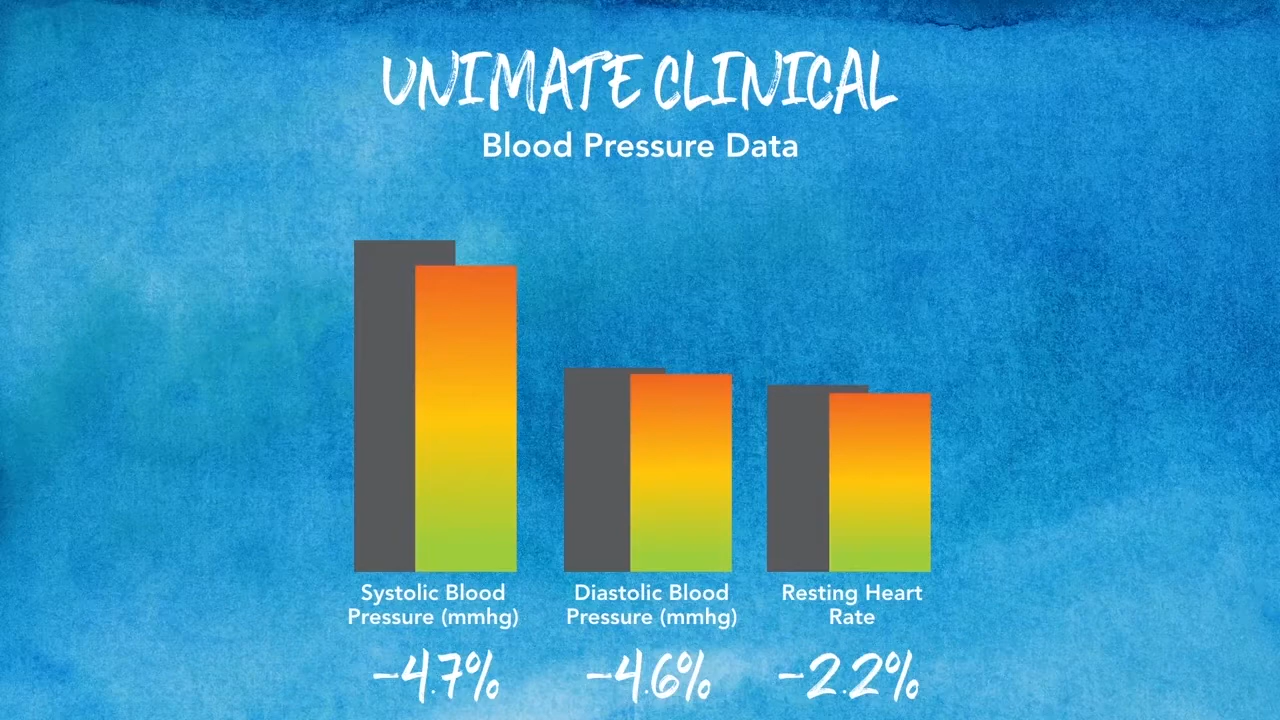 UNIMATE CLINICAL
Blood Pressure Data
Systolic Blood
Pressure (mmhg)
-4.7%
Diastolic Blood
Pressure (mmhg)
-4.6%
Resting Heart
Rate
-2.2%